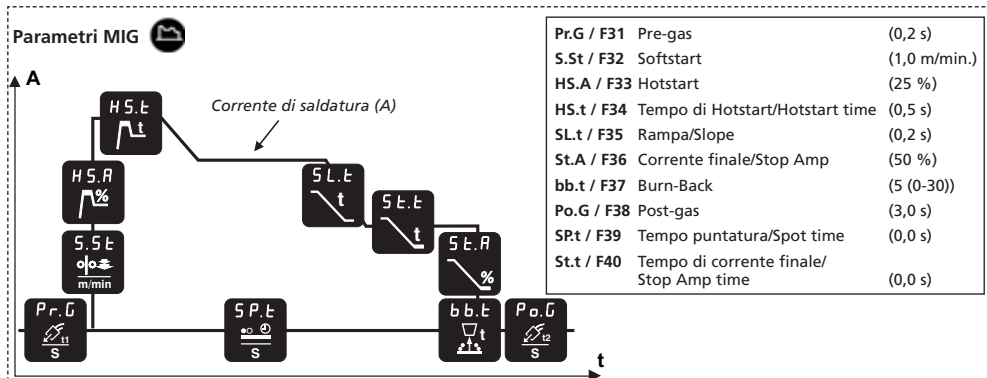 Parametri MIG
A
HS.t
t
Corrente di saldatura (A)
HS.A
%
SL.t
t
St.t
t
S.St
m/min
St.A
%
Pr.G
t1
S
SP.t
S
bb.t
t
Po.G
t2
S
t
Pr.G / F31 Pre-gas (0,2 s)
S.St / F32 Softstart (1,0 m/min.)
HS.A / F33 Hotstart (25 %)
HS.t / F34 Tempo di Hotstart/Hotstart time (0,5 s)
SL.t / F35 Rampa/Slope (0,2 s)
St.A / F36 Corrente finale/Stop Amp (50 %)
bb.t / F37 Burn-Back (5 (0-30))
Po.G / F38 Post-gas (3,0 s)
SP.t / F39 Tempo puntatura/Spot time (0,0 s)
St.t / F40 Tempo di corrente finale/
Stop Amp time (0,0 s)